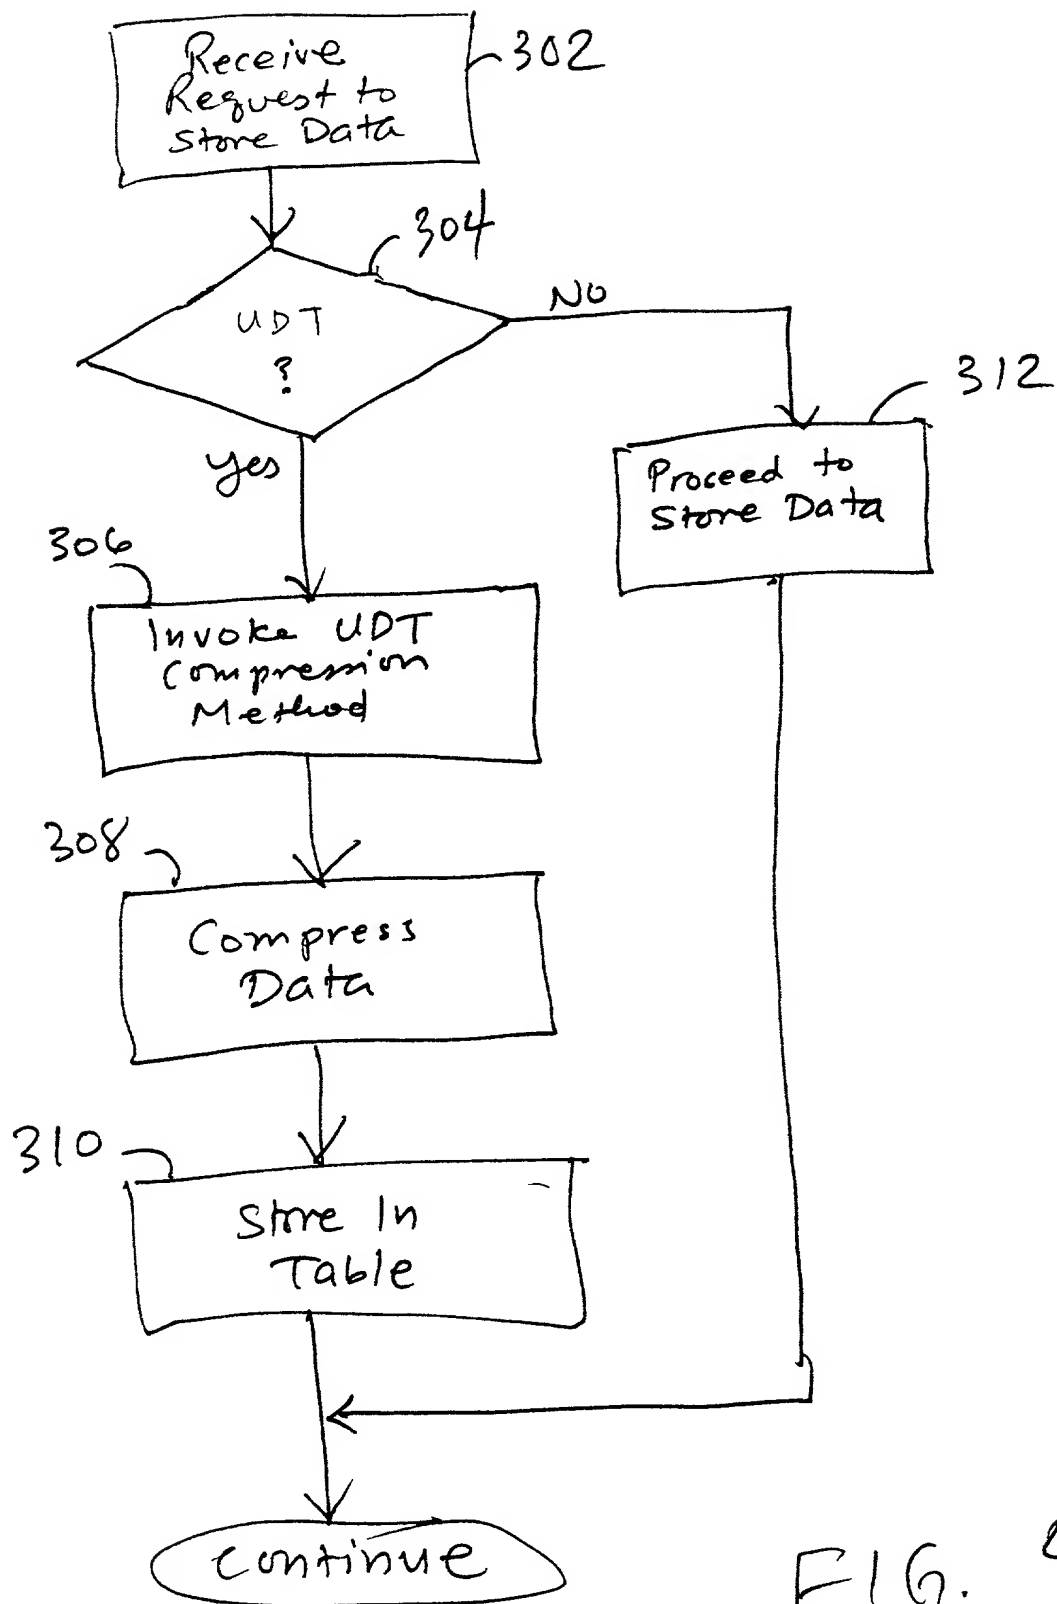 Receive
Request to
Store Data
302
304
UDT
?
NO
Yes
312
Proceed to
Store Data
306
Invoke UDT
Compression
Method
308
Compress
Data
310
Store In
Table
Continue
FIG.